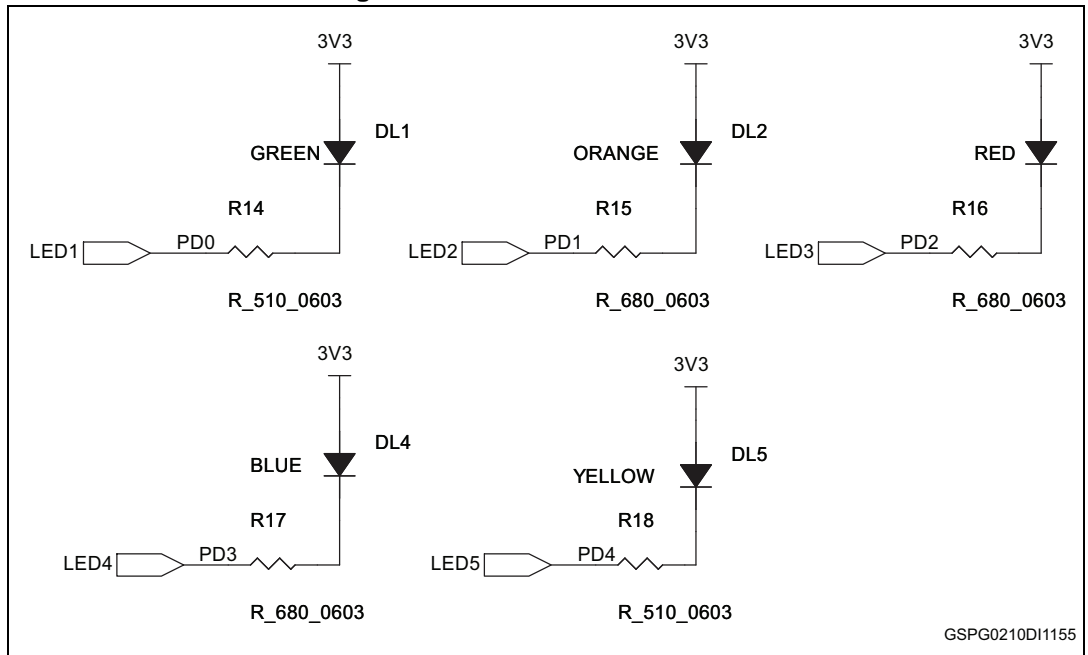 3V3
DL1
GREEN
R14
LED1
PD0
R_510_0603
3V3
DL2
ORANGE
R15
LED2
PD1
R_680_0603
3V3
RED
R16
LED3
PD2
R_680_0603
3V3
DL4
BLUE
R17
LED4
PD3
R_680_0603
3V3
DL5
YELLOW
R18
LED5
PD4
R_510_0603
GSPG0210DI1155